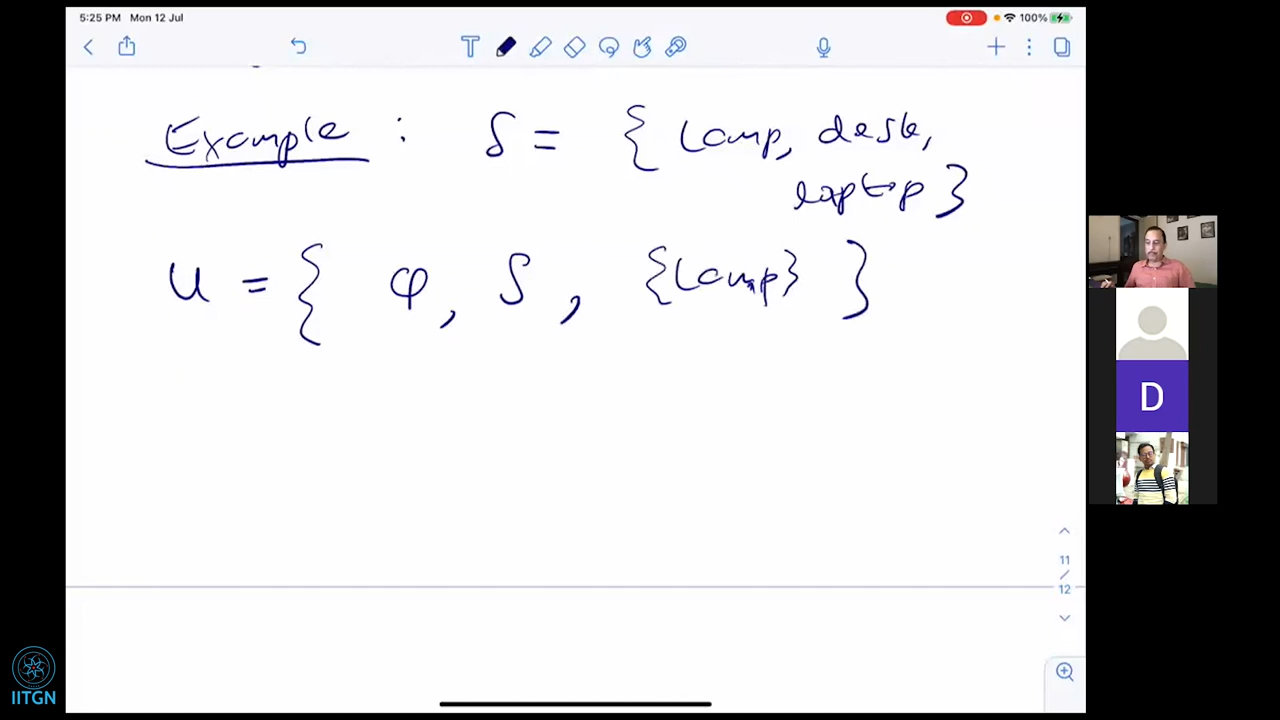 5:25 PM Mon 12 Jul
100%
Example : S = { Lamp, desk,
laptop }
U = { φ, S, {Lamp} }
11
/
12
D
IITGN